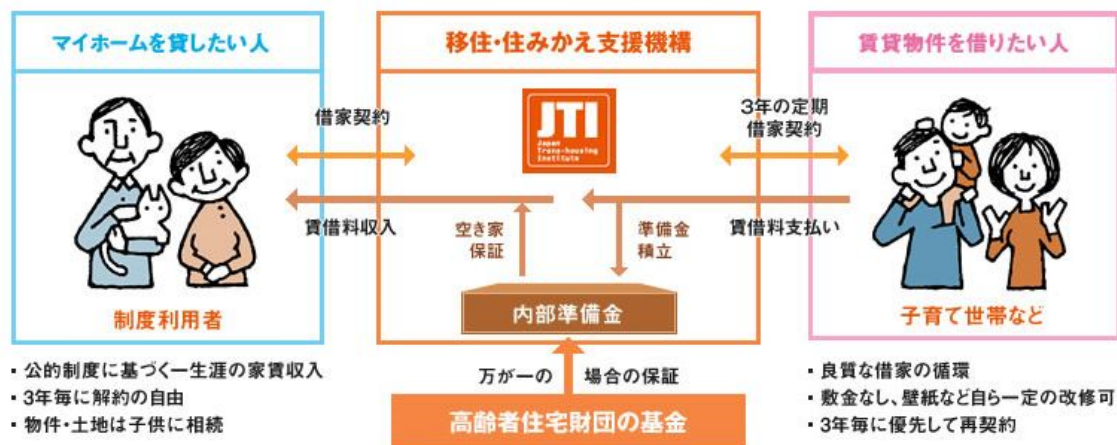 マイホームを貸したい人
移住・住みかえ支援機構
賃貸物件を借りたい人
JTI
Japan
Trans-housing
Institute
借家契約
3年の定期
借家契約
賃借料収入
空き家
保証
準備金
積立
賃借料支払い
内部準備金
制度利用者
子育て世帯など
▪ 公的制度に基づく一生涯の家賃収入
▪ 3年毎に解約の自由
▪ 物件・土地は子供に相続
万が一の 場合の保証
高齢者住宅財団の基金
▪ 良質な借家の循環
▪ 敷金なし、壁紙など自ら一定の改修可
▪ 3年毎に優先して再契約